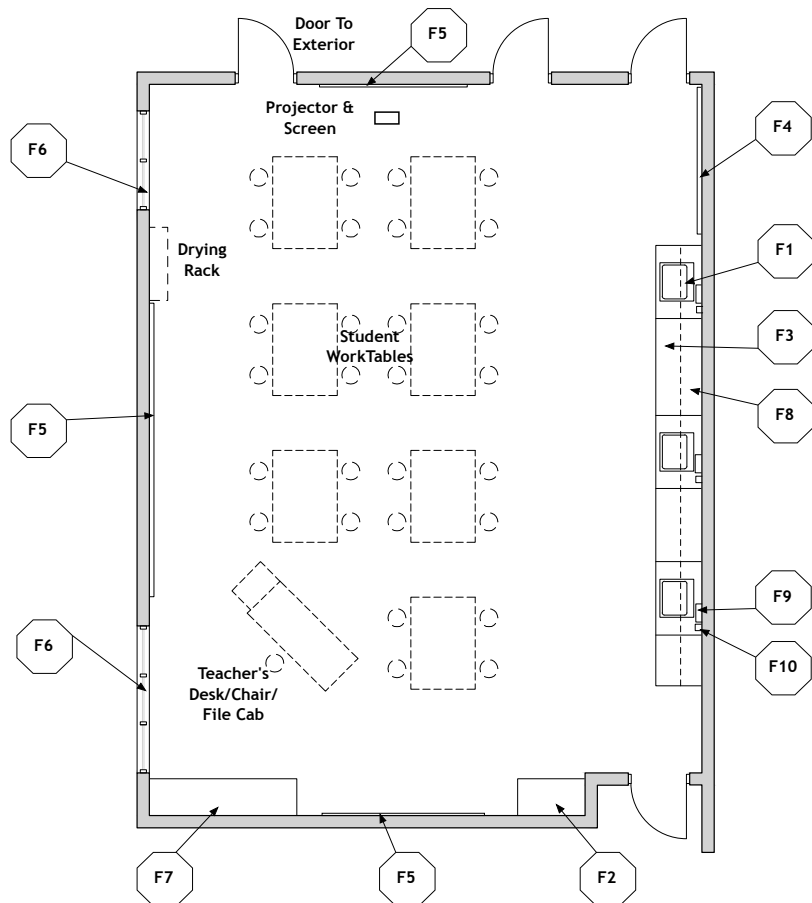 Door To
Exterior
F5
Projector &
Screen
F4
F6
Drying
Rack
F1
Student
WorkTables
F3
F5
F8
F9
F6
F10
Teacher's
Desk/Chair/
File Cab
F7
F5
F2